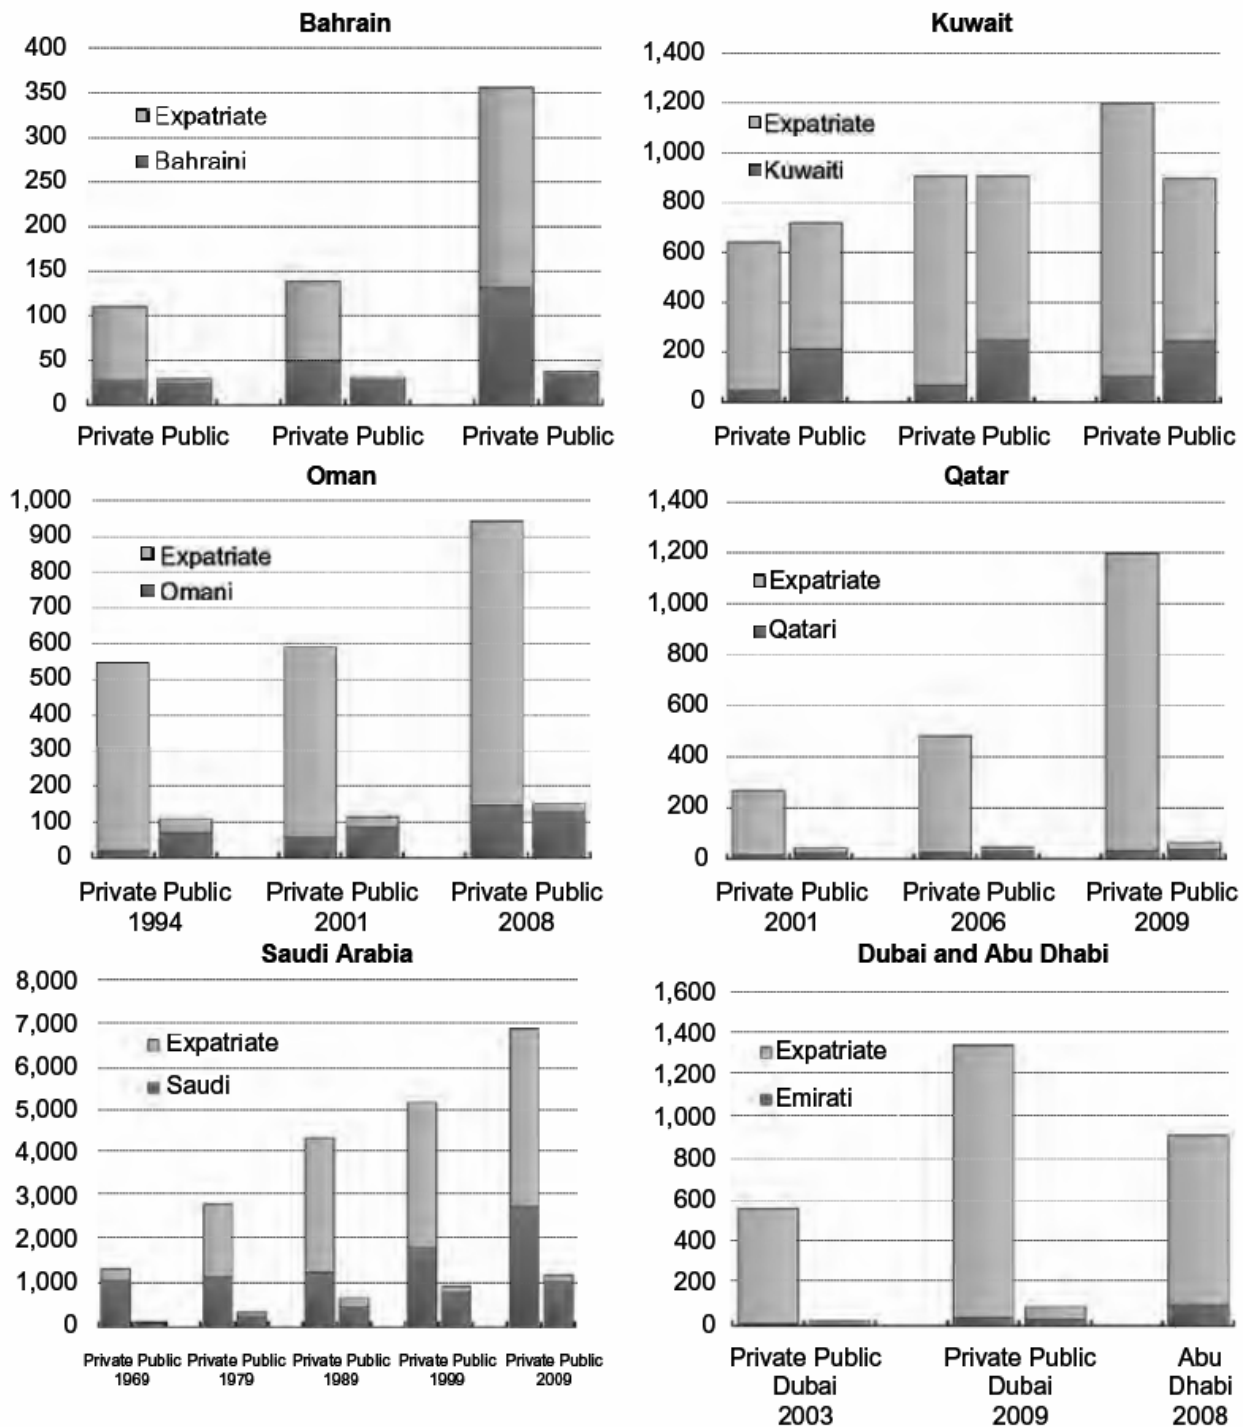 Bahrain
400
350
300
250
200
150
100
50
0
Expatriate
Bahraini
Private Public Private Public Private Public
Kuwait
1,400
1,200
1,000
800
600
400
200
0
Expatriate
Kuwaiti
Private Public Private Public Private Public
Oman
1,000
900
800
700
600
500
400
300
200
100
0
Expatriate
Omani
Private Public Private Public Private Public
1994 2001 2008
Qatar
1,400
1,200
1,000
800
600
400
200
0
Expatriate
Qatari
Private Public Private Public Private Public
2001 2006 2009
Saudi Arabia
8,000
7,000
6,000
5,000
4,000
3,000
2,000
1,000
0
Expatriate
Saudi
Private Public Private Public Private Public Private Public Private Public
1969 1979 1989 1999 2009
Dubai and Abu Dhabi
1,600
1,400
1,200
1,000
800
600
400
200
0
Expatriate
Emirati
Private Public Private Public Abu
Dubai Dubai Dhabi
2003 2009 2008